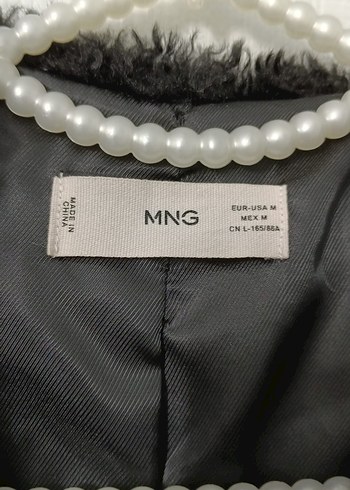 MADE IN
CHINA
MNG
EUR-USA M
MEX M
CN L-165/88A